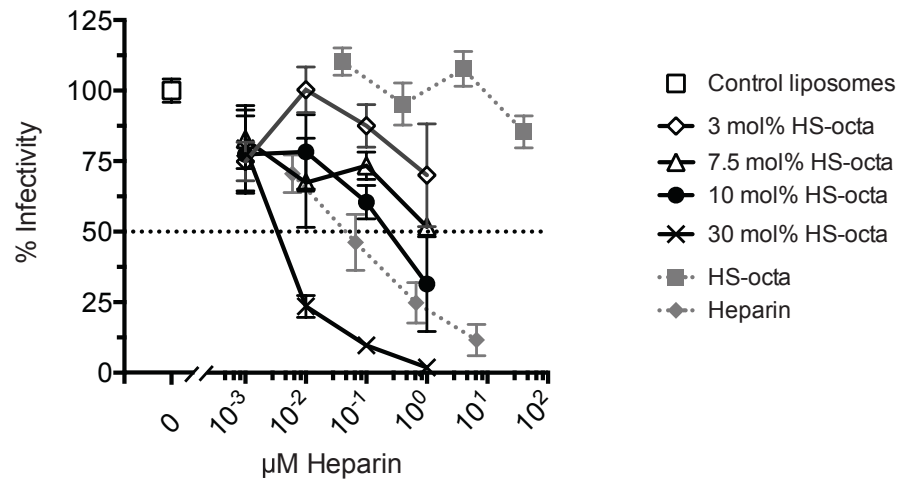 125
100
75
50
25
0
% Infectivity
0
10-3
10-2
10-1
100
101
102
µM Heparin
Control liposomes
3 mol% HS-octa
7.5 mol% HS-octa
10 mol% HS-octa
30 mol% HS-octa
HS-octa
Heparin